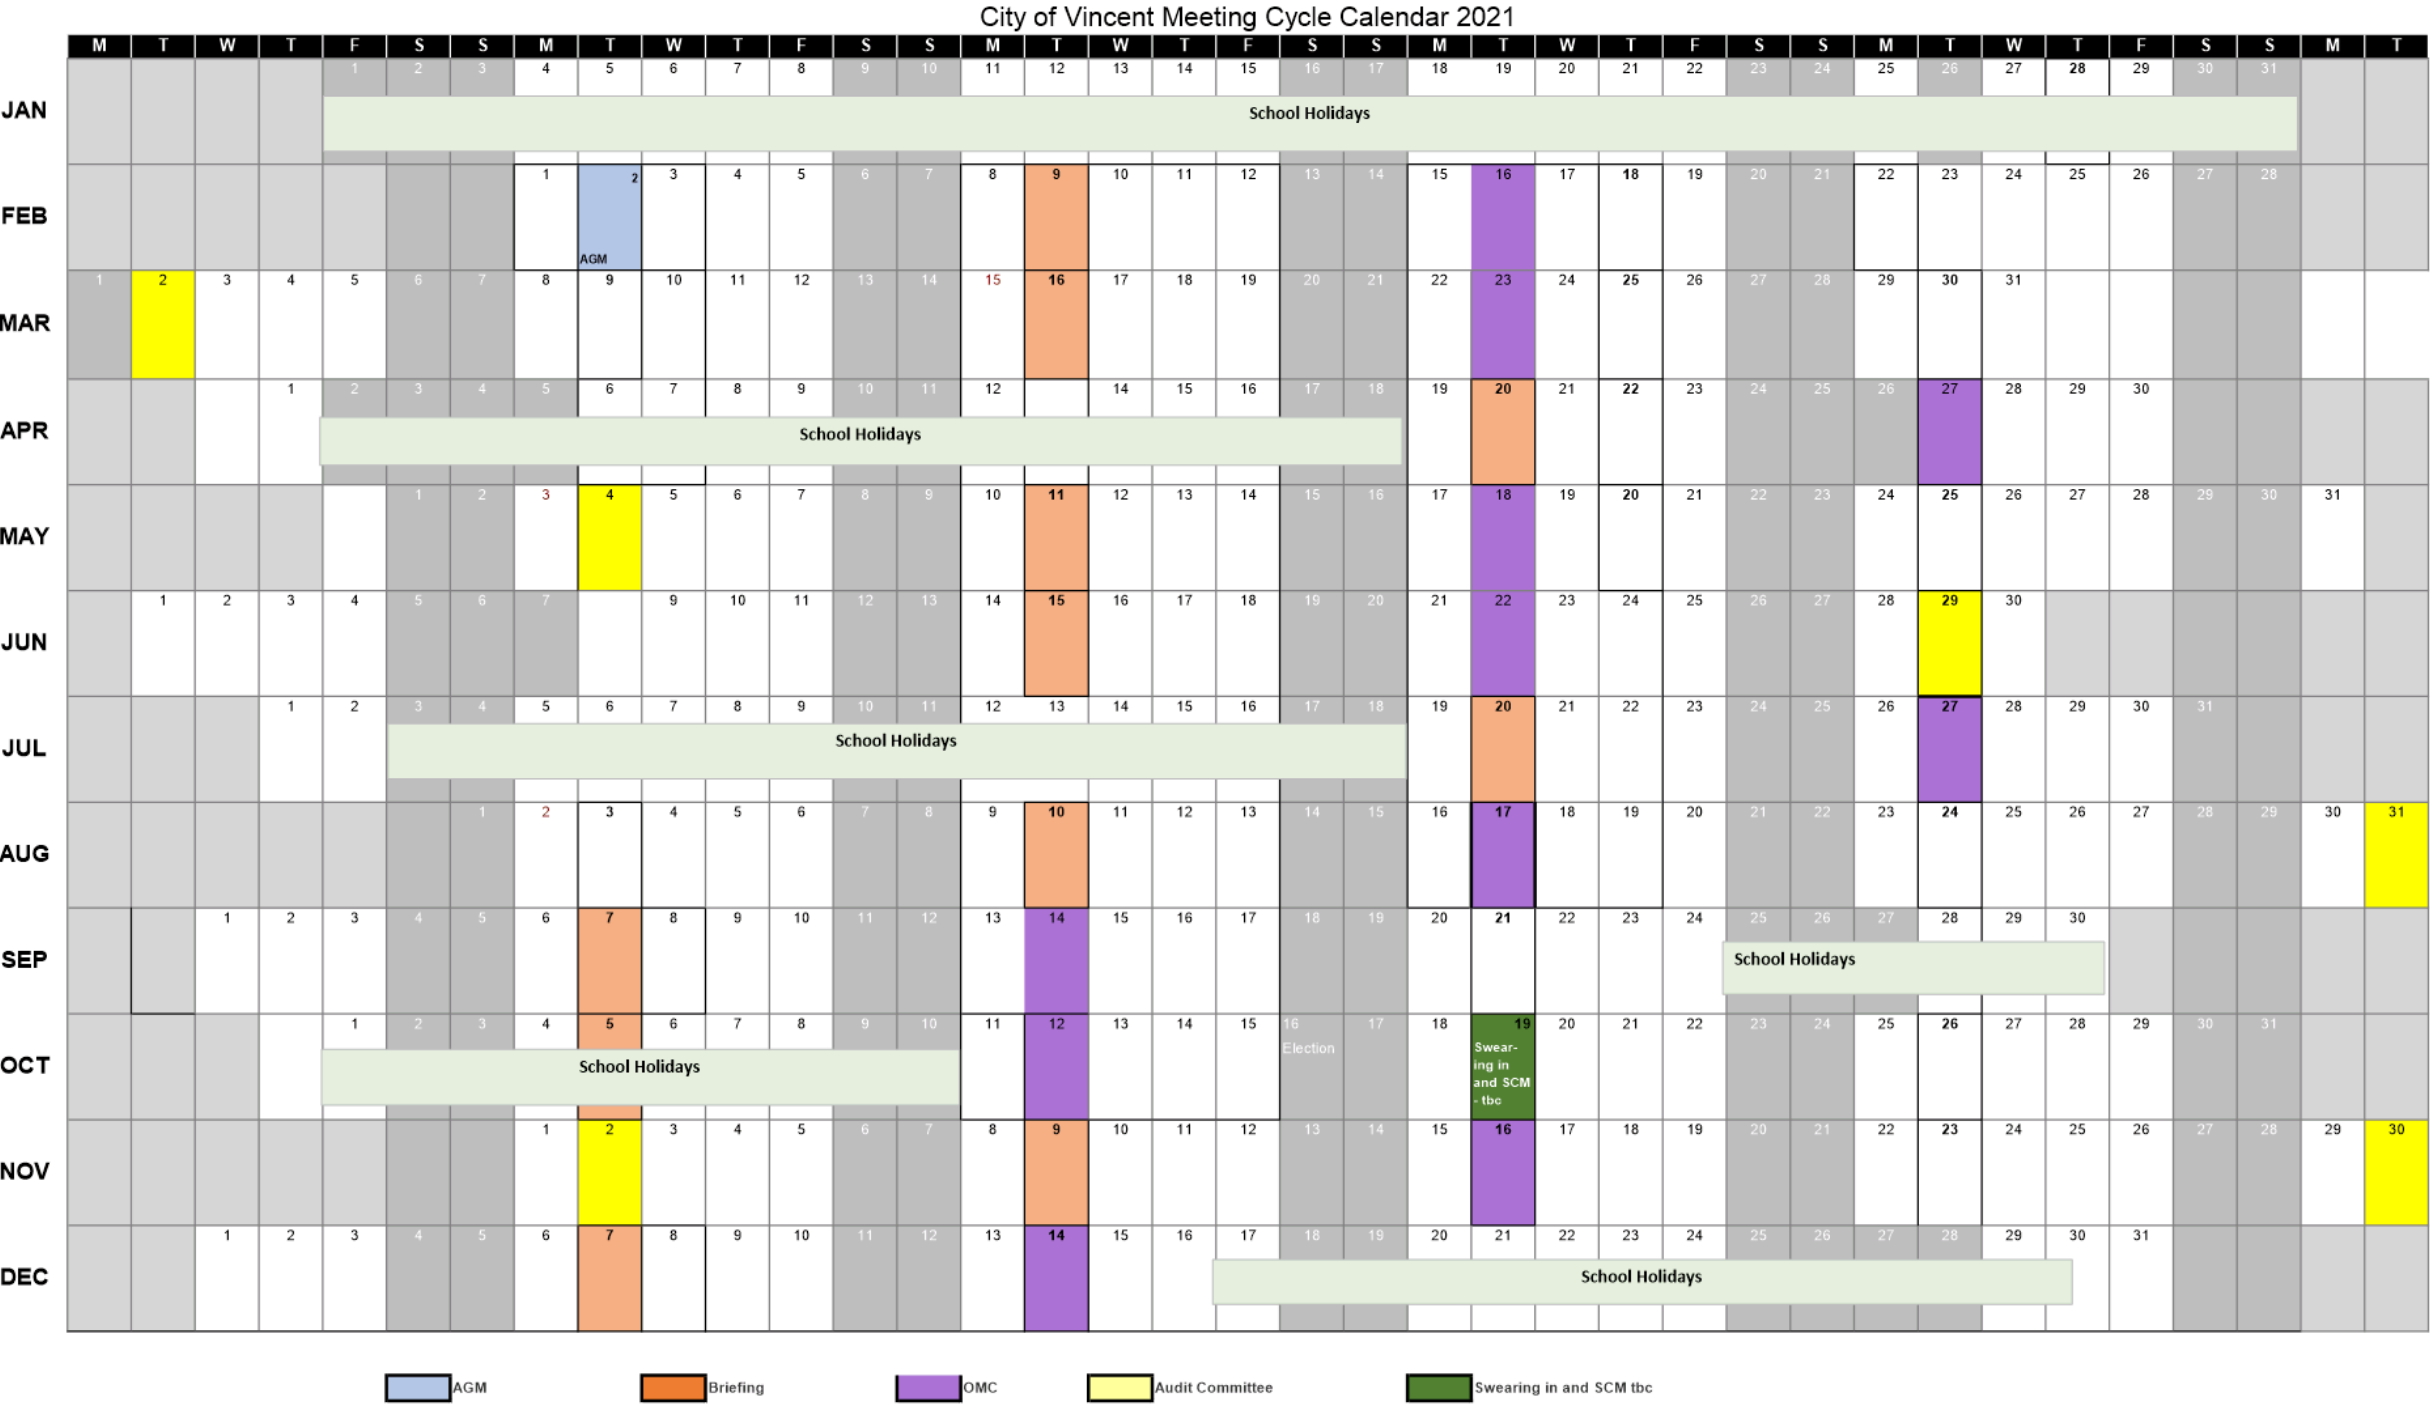 City of Vincent Meeting Cycle Calendar 2021
M T W T F S S M T W T F S S M T W T F S S M T W T F S S M T W T F S S M T
1 2 3 4 5 6 7 8 9 10 11 12 13 14 15 16 17 18 19 20 21 22 23 24 25 26 27 28 29 30 31
JAN
School Holidays
1 2 3 4 5 6 7 8 9 10 11 12 13 14 15 16 17 18 19 20 21 22 23 24 25 26 27 28
FEB
AGM
1 2 3 4 5 6 7 8 9 10 11 12 13 14 15 16 17 18 19 20 21 22 23 24 25 26 27 28 29 30 31
MAR
1 2 3 4 5 6 7 8 9 10 11 12 14 15 16 17 18 19 20 21 22 23 24 25 26 27 28 29 30
APR
School Holidays
1 2 3 4 5 6 7 8 9 10 11 12 13 14 15 16 17 18 19 20 21 22 23 24 25 26 27 28 29 30 31
MAY
1 2 3 4 5 6 7 9 10 11 12 13 14 15 16 17 18 19 20 21 22 23 24 25 26 27 28 29 30
JUN
1 2 3 4 5 6 7 8 9 10 11 12 13 14 15 16 17 18 19 20 21 22 23 24 25 26 27 28 29 30 31
JUL
School Holidays
1 2 3 4 5 6 7 8 9 10 11 12 13 14 15 16 17 18 19 20 21 22 23 24 25 26 27 28 29 30 31
AUG
1 2 3 4 5 6 7 8 9 10 11 12 13 14 15 16 17 18 19 20 21 22 23 24 25 26 27 28 29 30
SEP
School Holidays
1 2 3 4 5 6 7 8 9 10 11 12 13 14 15 16 17 18 19 20 21 22 23 24 25 26 27 28 29 30 31
Election
OCT
School Holidays
Swear-
ing in
and SCM
- tbc
1 2 3 4 5 6 7 8 9 10 11 12 13 14 15 16 17 18 19 20 21 22 23 24 25 26 27 28 29 30
NOV
1 2 3 4 5 6 7 8 9 10 11 12 13 14 15 16 17 18 19 20 21 22 23 24 25 26 27 28 29 30 31
DEC
School Holidays
AGM Briefing OMC Audit Committee Swearing in and SCM tbc